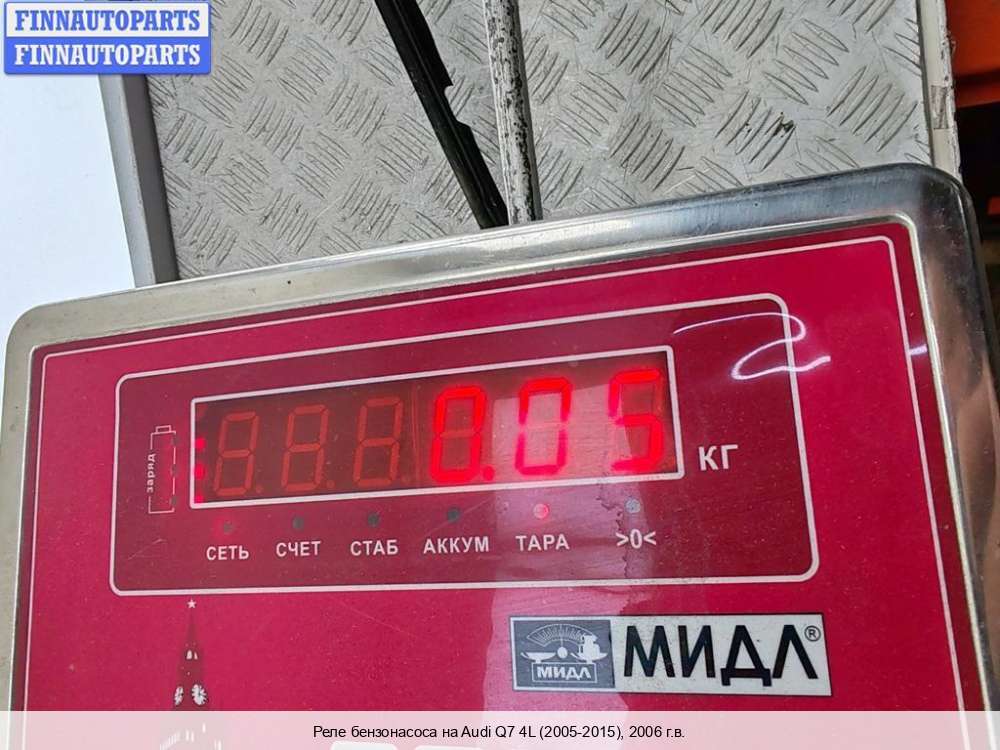 FINNAUTOPARTS
FINNAUTOPARTS
заряд
0.05
КГ
СЕТЬ СЧЕТ СТАБ АККУМ ТАРА >0<
МИДЛ МИДЛ®
Реле бензонасоса на Audi Q7 4L (2005-2015), 2006 г.в.